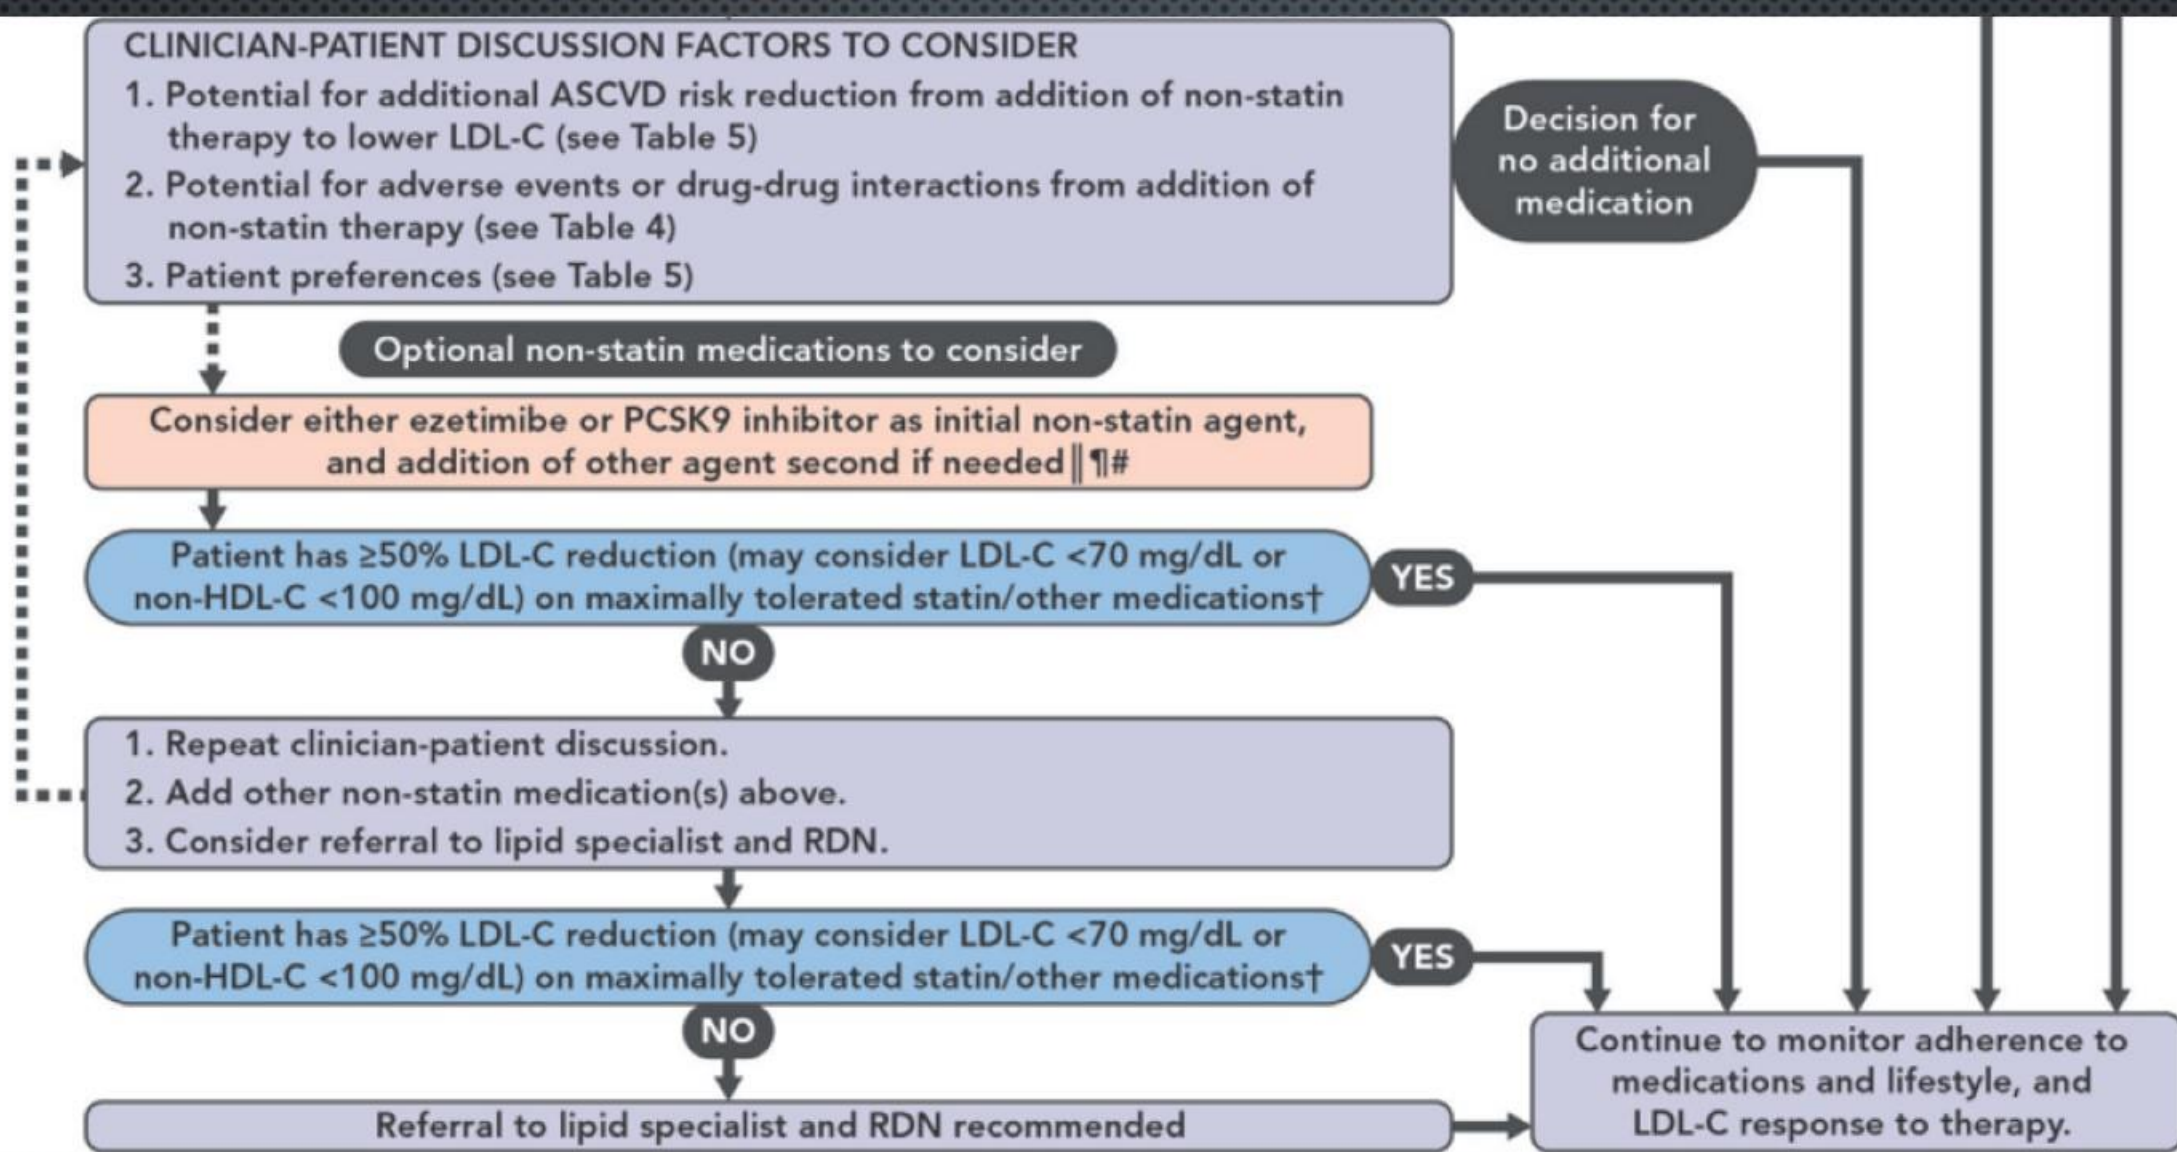 CLINICIAN-PATIENT DISCUSSION FACTORS TO CONSIDER
1. Potential for additional ASCVD risk reduction from addition of non-statin
therapy to lower LDL-C (see Table 5)
2. Potential for adverse events or drug-drug interactions from addition of
non-statin therapy (see Table 4)
3. Patient preferences (see Table 5)
Decision for
no additional
medication
Optional non-statin medications to consider
Consider either ezetimibe or PCSK9 inhibitor as initial non-statin agent,
and addition of other agent second if needed‖¶#
Patient has ≥50% LDL-C reduction (may consider LDL-C <70 mg/dL or
non-HDL-C <100 mg/dL) on maximally tolerated statin/other medications†
YES
NO
1. Repeat clinician-patient discussion.
2. Add other non-statin medication(s) above.
3. Consider referral to lipid specialist and RDN.
Patient has ≥50% LDL-C reduction (may consider LDL-C <70 mg/dL or
non-HDL-C <100 mg/dL) on maximally tolerated statin/other medications†
YES
NO
Referral to lipid specialist and RDN recommended
Continue to monitor adherence to
medications and lifestyle, and
LDL-C response to therapy.